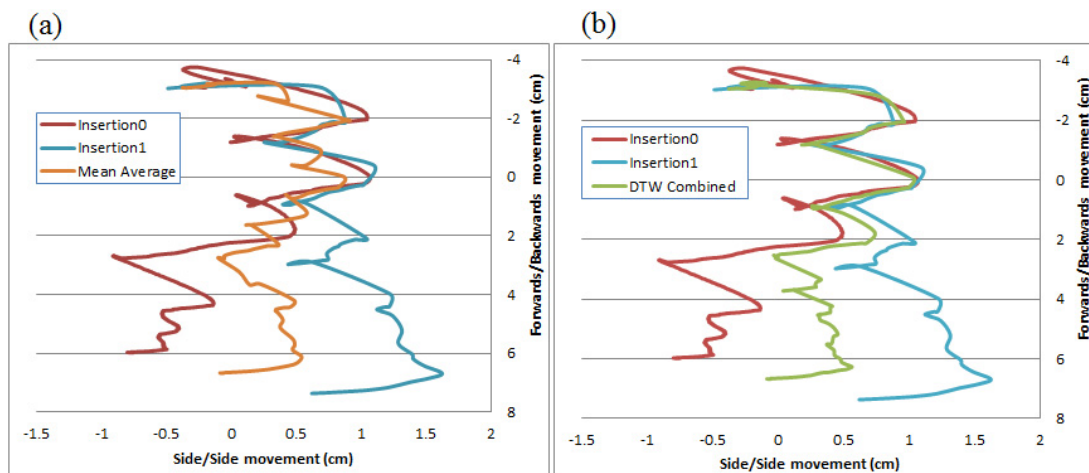 (a)
(b)
-4
-2
0
2
4
6
8
Forwards/Backwards movement (cm)
Insertion0
Insertion1
Mean Average
-1.5 -1 -0.5 0 0.5 1 1.5 2
Side/Side movement (cm)
-4
-2
0
2
4
6
8
Forwards/Backwards movement (cm)
Insertion0
Insertion1
DTW Combined
-1.5 -1 -0.5 0 0.5 1 1.5 2
Side/Side movement (cm)